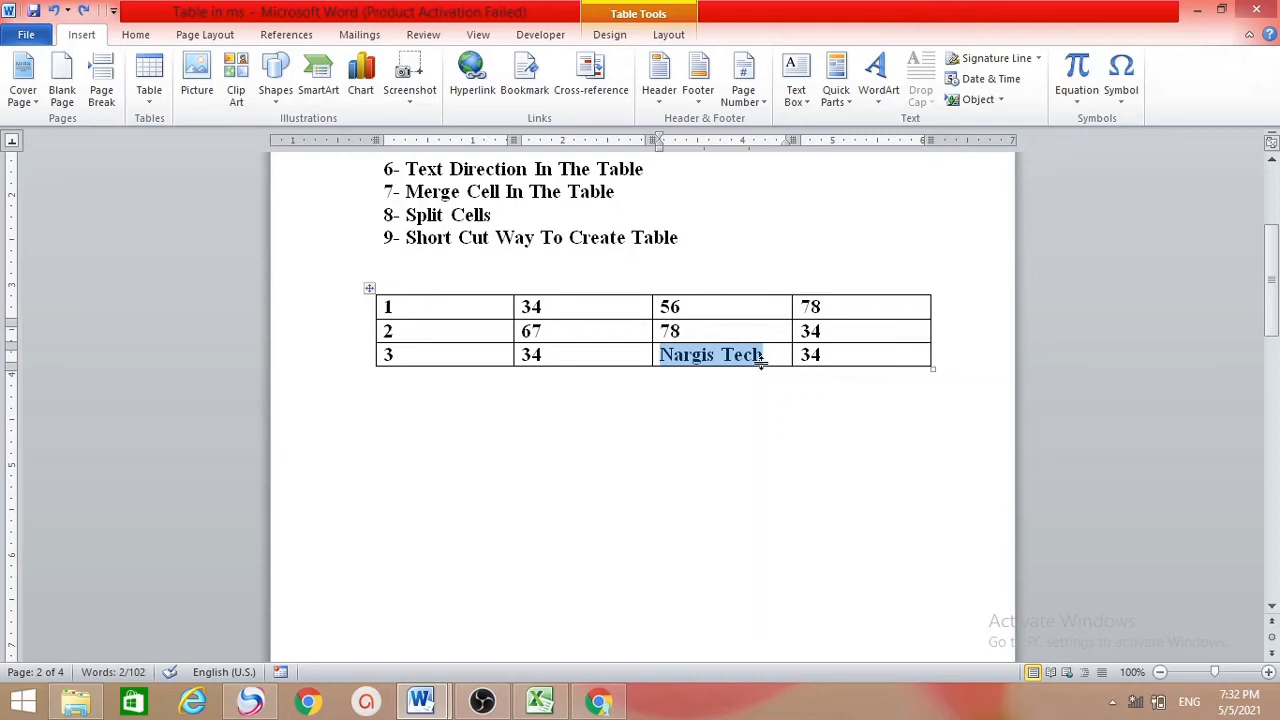 Table in ms - Microsoft Word (Product Activation Failed)
Table Tools
File Insert Home Page Layout References Mailings Review View Developer Design Layout
Cover Page
Blank Page
Page Break
Pages
Table
Tables
Picture
Clip Art
Shapes
SmartArt
Chart
Screenshot
Illustrations
Hyperlink
Bookmark
Cross-reference
Links
Header
Footer
Page Number
Header & Footer
Text Box
Quick Parts
WordArt
Drop Cap
Signature Line
Date & Time
Object
Text
Equation
Symbol
Symbols
6- Text Direction In The Table
7- Merge Cell In The Table
8- Split Cells
9- Short Cut Way To Create Table
1 34 56 78
2 67 78 34
3 34 Nargis Tech 34
Activate Windows
Go to PC settings to activate Windows.
Page: 2 of 4 Words: 2/102 English (U.S.) 100%
ENG
7:32 PM
5/5/2021